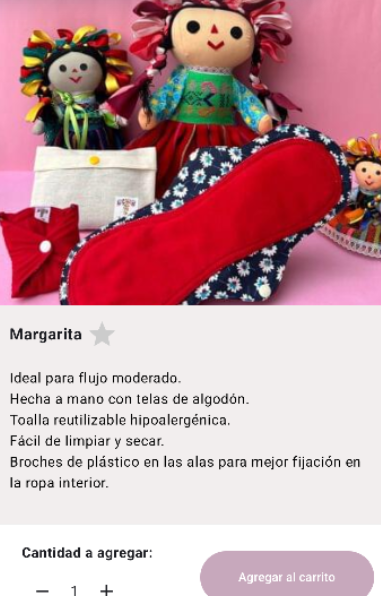 Margarita
Ideal para flujo moderado.
Hecha a mano con telas de algodón.
Toalla reutilizable hipoalergénica.
Fácil de limpiar y secar.
Broches de plástico en las alas para mejor fijación en
la ropa interior.
Cantidad a agregar:
− 1 +
Agregar al carrito